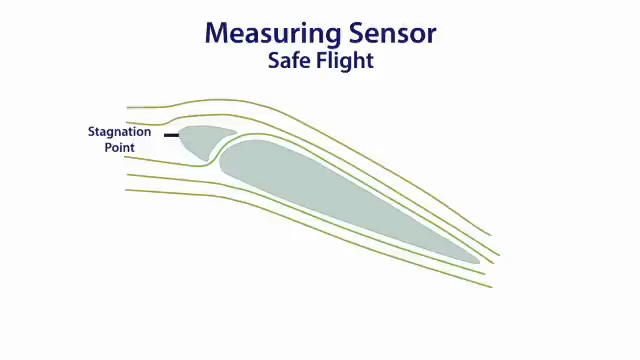 Measuring Sensor
Safe Flight
Stagnation
Point